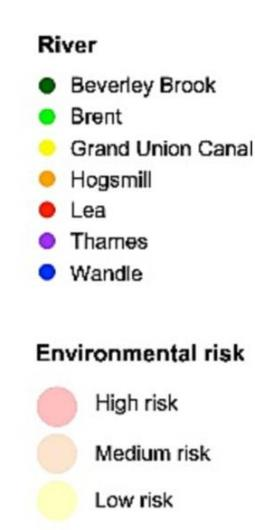 River
Beverley Brook
Brent
Grand Union Canal
Hogsmill
Lea
Thames
Wandle
Environmental risk
High risk
Medium risk
Low risk